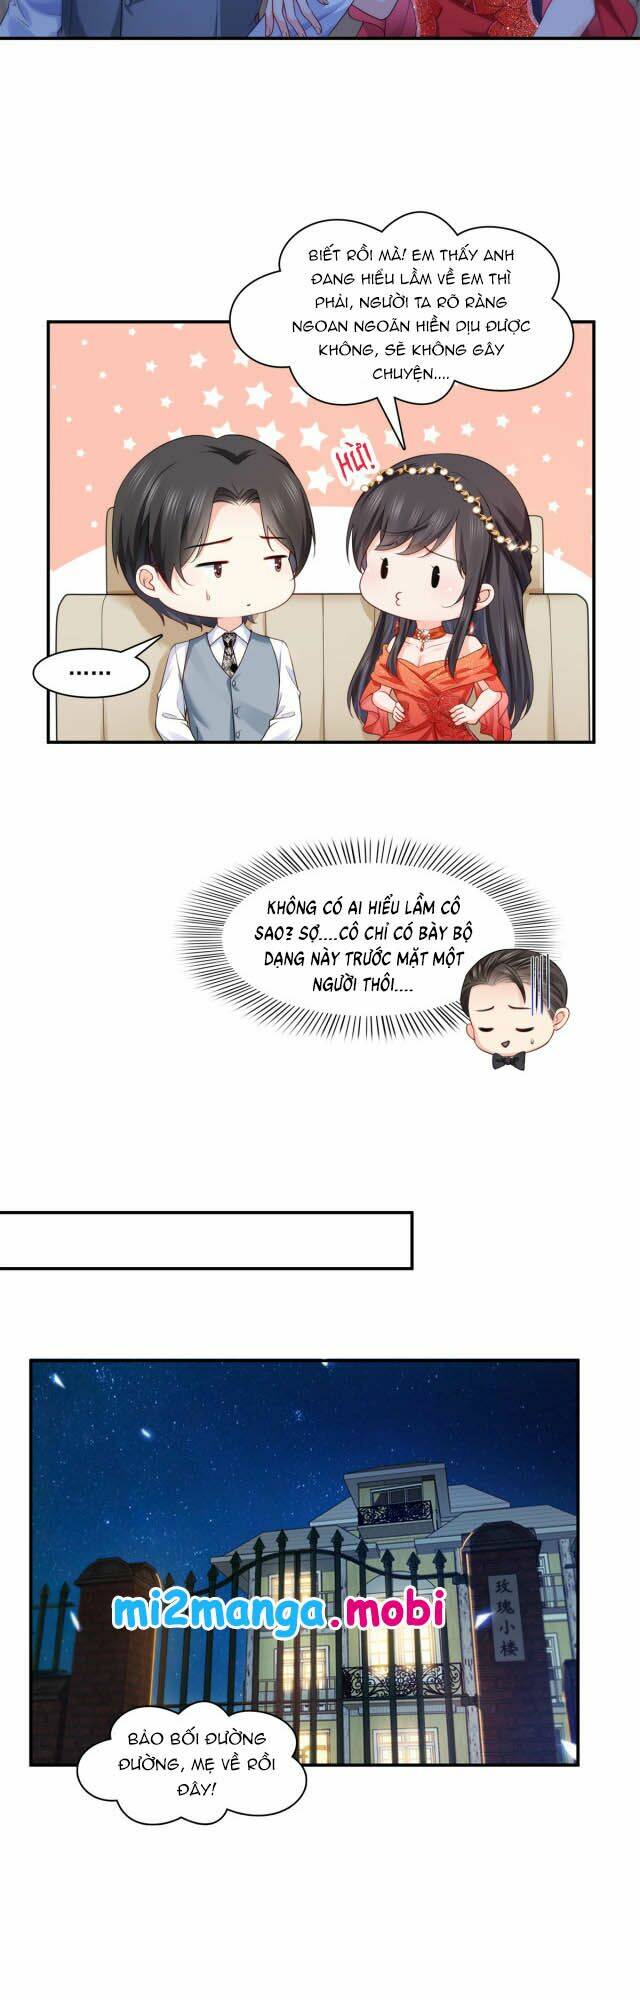 BIẾT RỒI MÀ! EM THẤY ANH
ĐANG HIỂU LẦM VỀ EM THÌ
PHẢI, NGƯỜI TA RÕ RÀNG
NGOAN NGOÃN HIỀN DỊU ĐƯỢC
KHÔNG, SẼ KHÔNG GÂY
CHUYỆN....
HỪ!
......
KHÔNG CÓ AI HIỂU LẦM CÔ
SAO? SỢ....CÔ CHỈ CÓ BÀY BỘ
DẠNG NÀY TRƯỚC MẶT MỘT
NGƯỜI THÔI....
玫瑰小楼
mi2manga.mobi
BẢO BỐI ĐƯỜNG
ĐƯỜNG, MẸ VỀ RỒI
ĐÂY!